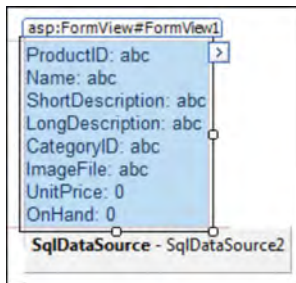 asp:FormView#FormView1
ProductID: abc
Name: abc
ShortDescription: abc
LongDescription: abc
CategoryID: abc
ImageFile: abc
UnitPrice: 0
OnHand: 0
SqlDataSource - SqlDataSource2